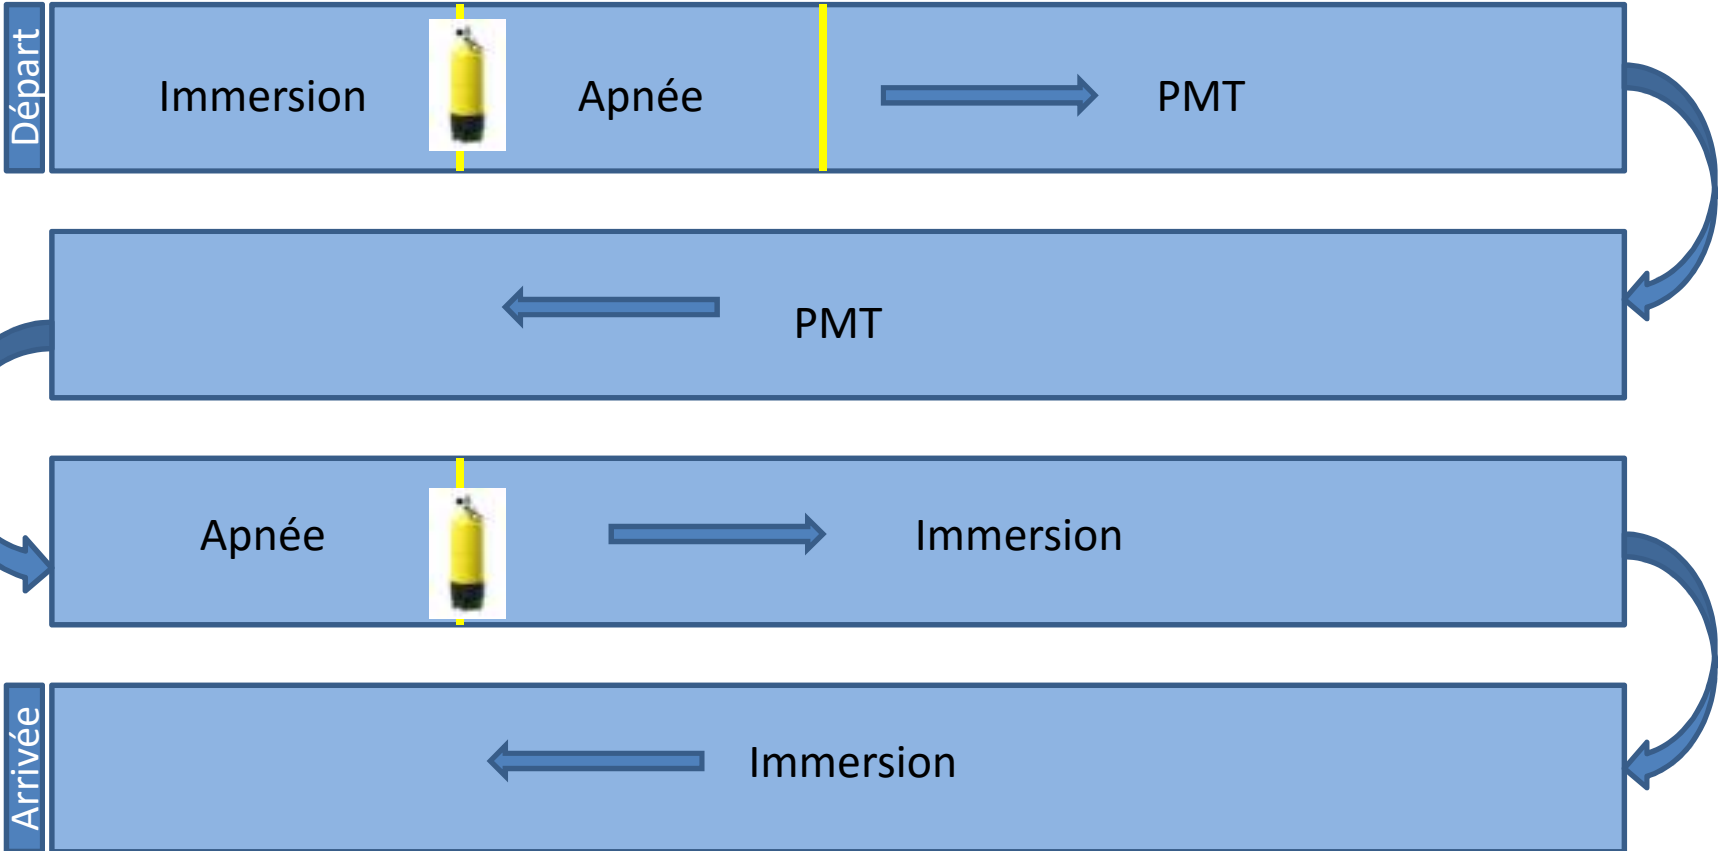 Départ
Immersion
Apnée
PMT
PMT
Apnée
Immersion
Arrivée
Immersion